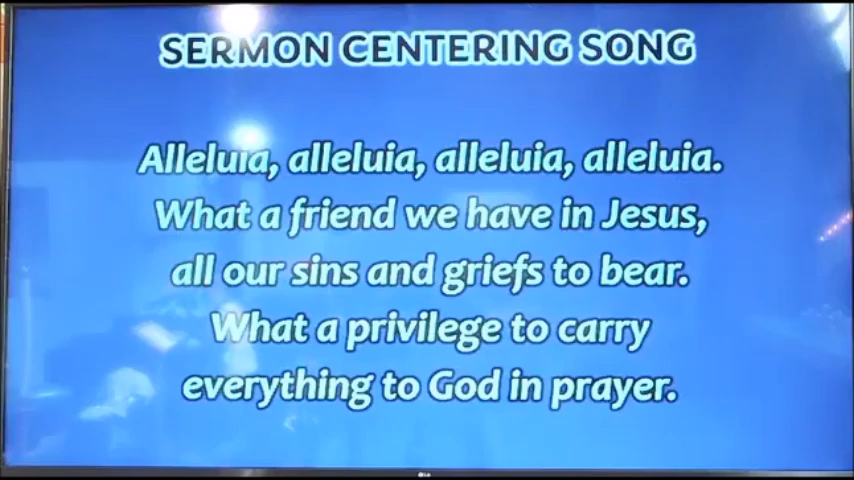 SERMON CENTERING SONG
Alleluia, alleluia, alleluia, alleluia.
What a friend we have in Jesus,
all our sins and griefs to bear.
What a privilege to carry
everything to God in prayer.
LG